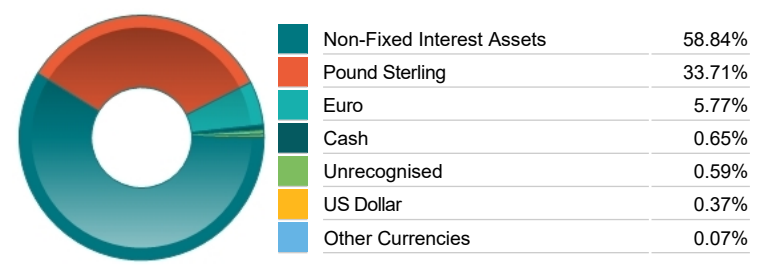 Non-Fixed Interest Assets 58.84%
Pound Sterling 33.71%
Euro 5.77%
Cash 0.65%
Unrecognised 0.59%
US Dollar 0.37%
Other Currencies 0.07%